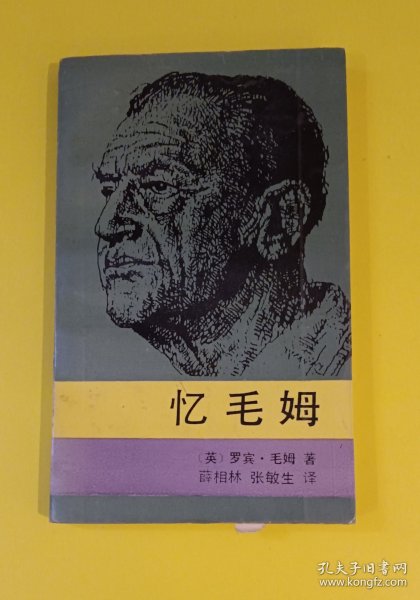 忆毛姆
〔英〕罗宾·毛姆 著
薛相林 张敏生 译
孔夫子旧书网
www.kongfz.com